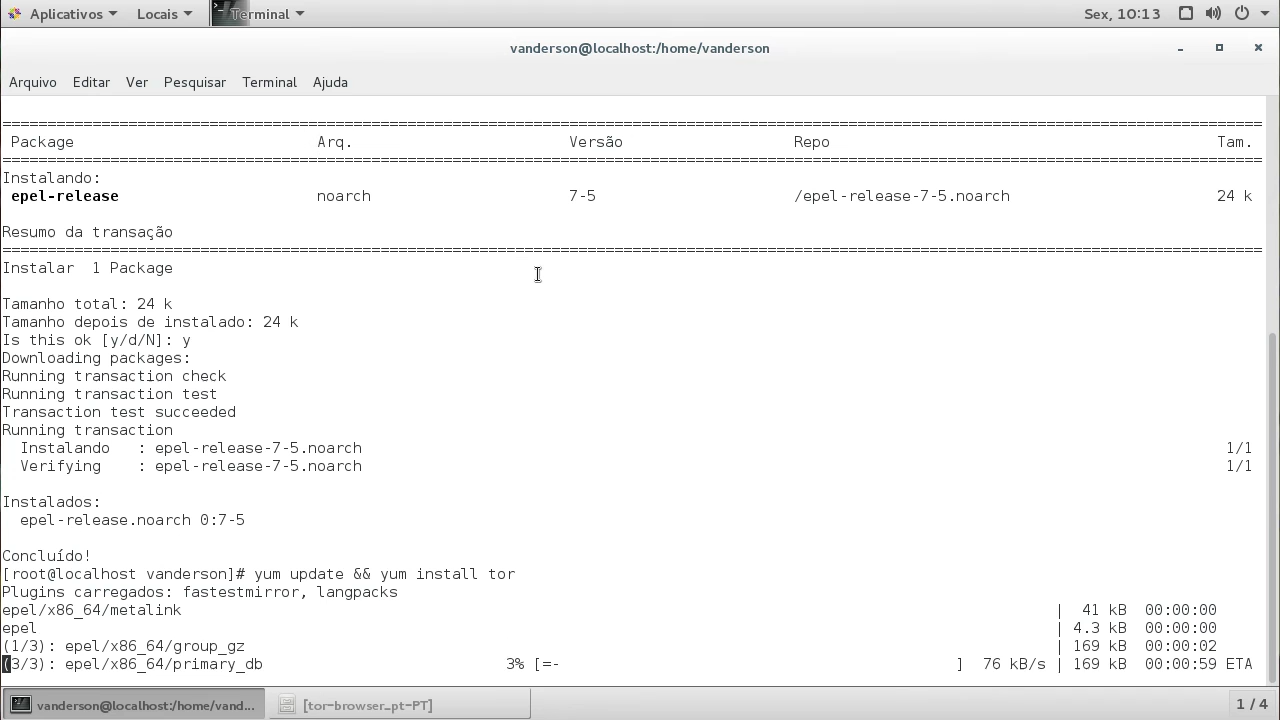 Aplicativos Locais Terminal Sex, 10:13
vanderson@localhost:/home/vanderson
Arquivo Editar Ver Pesquisar Terminal Ajuda
================================================================================
Package Arq. Versão Repo Tam.
================================================================================
Instalando:
epel-release noarch 7-5 /epel-release-7-5.noarch 24 k
Resumo da transação
================================================================================
Instalar 1 Package
Tamanho total: 24 k
Tamanho depois de instalado: 24 k
Is this ok [y/d/N]: y
Downloading packages:
Running transaction check
Running transaction test
Transaction test succeeded
Running transaction
Instalando : epel-release-7-5.noarch 1/1
Verifying : epel-release-7-5.noarch 1/1
Instalados:
epel-release.noarch 0:7-5
Concluído!
[root@localhost vanderson]# yum update && yum install tor
Plugins carregados: fastestmirror, langpacks
epel/x86_64/metalink | 41 kB 00:00:00
epel | 4.3 kB 00:00:00
(1/3): epel/x86_64/group_gz | 169 kB 00:00:02
(3/3): epel/x86_64/primary_db 3% [=- ] 76 kB/s | 169 kB 00:00:59 ETA
vanderson@localhost:/home/vand... [tor-browser_pt-PT] 1 / 4